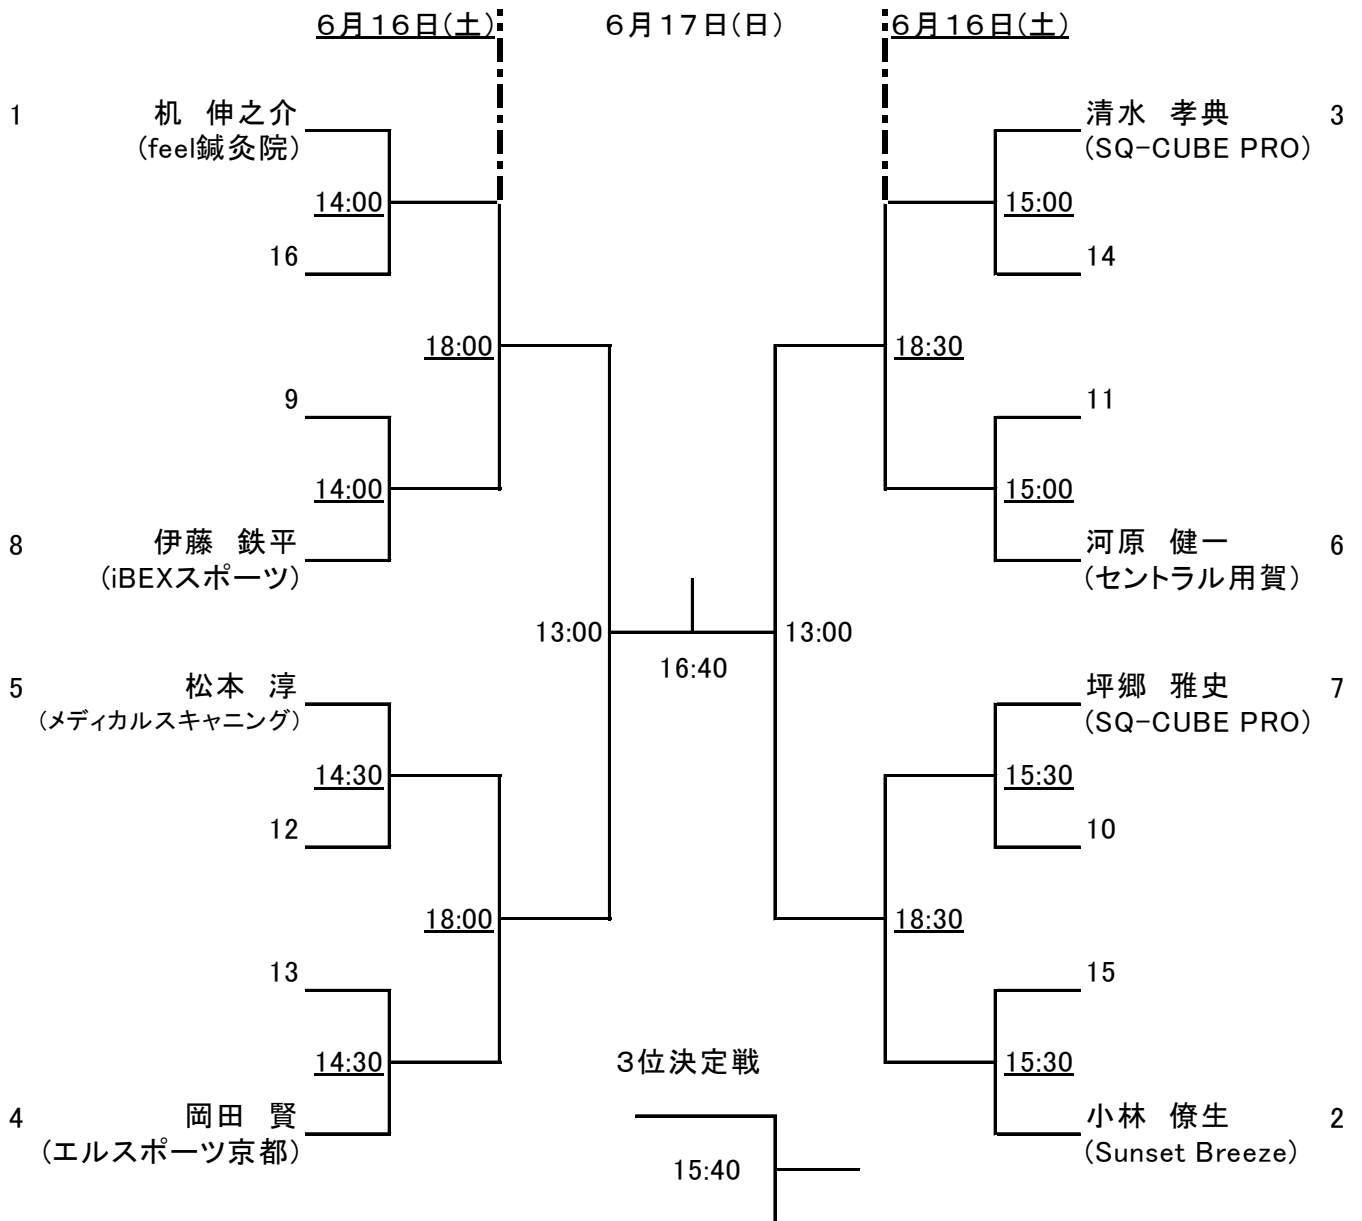 6月16日(土)
6月17日(日)
6月16日(土)
1
机 伸之介
(feel鍼灸院)
14:00
16
18:00
9
14:00
8
伊藤 鉄平
(iBEXスポーツ)
13:00
16:40
5
松本 淳
(メディカルスキャニング)
14:30
12
18:00
13
14:30
4
岡田 賢
(エルスポーツ京都)
清水 孝典
3
(SQ-CUBE PRO)
15:00
14
18:30
11
15:00
河原 健一
6
(セントラル用賀)
13:00
坪郷 雅史
7
(SQ-CUBE PRO)
15:30
10
18:30
15
15:30
小林 僚生
2
(Sunset Breeze)
3位決定戦
15:40